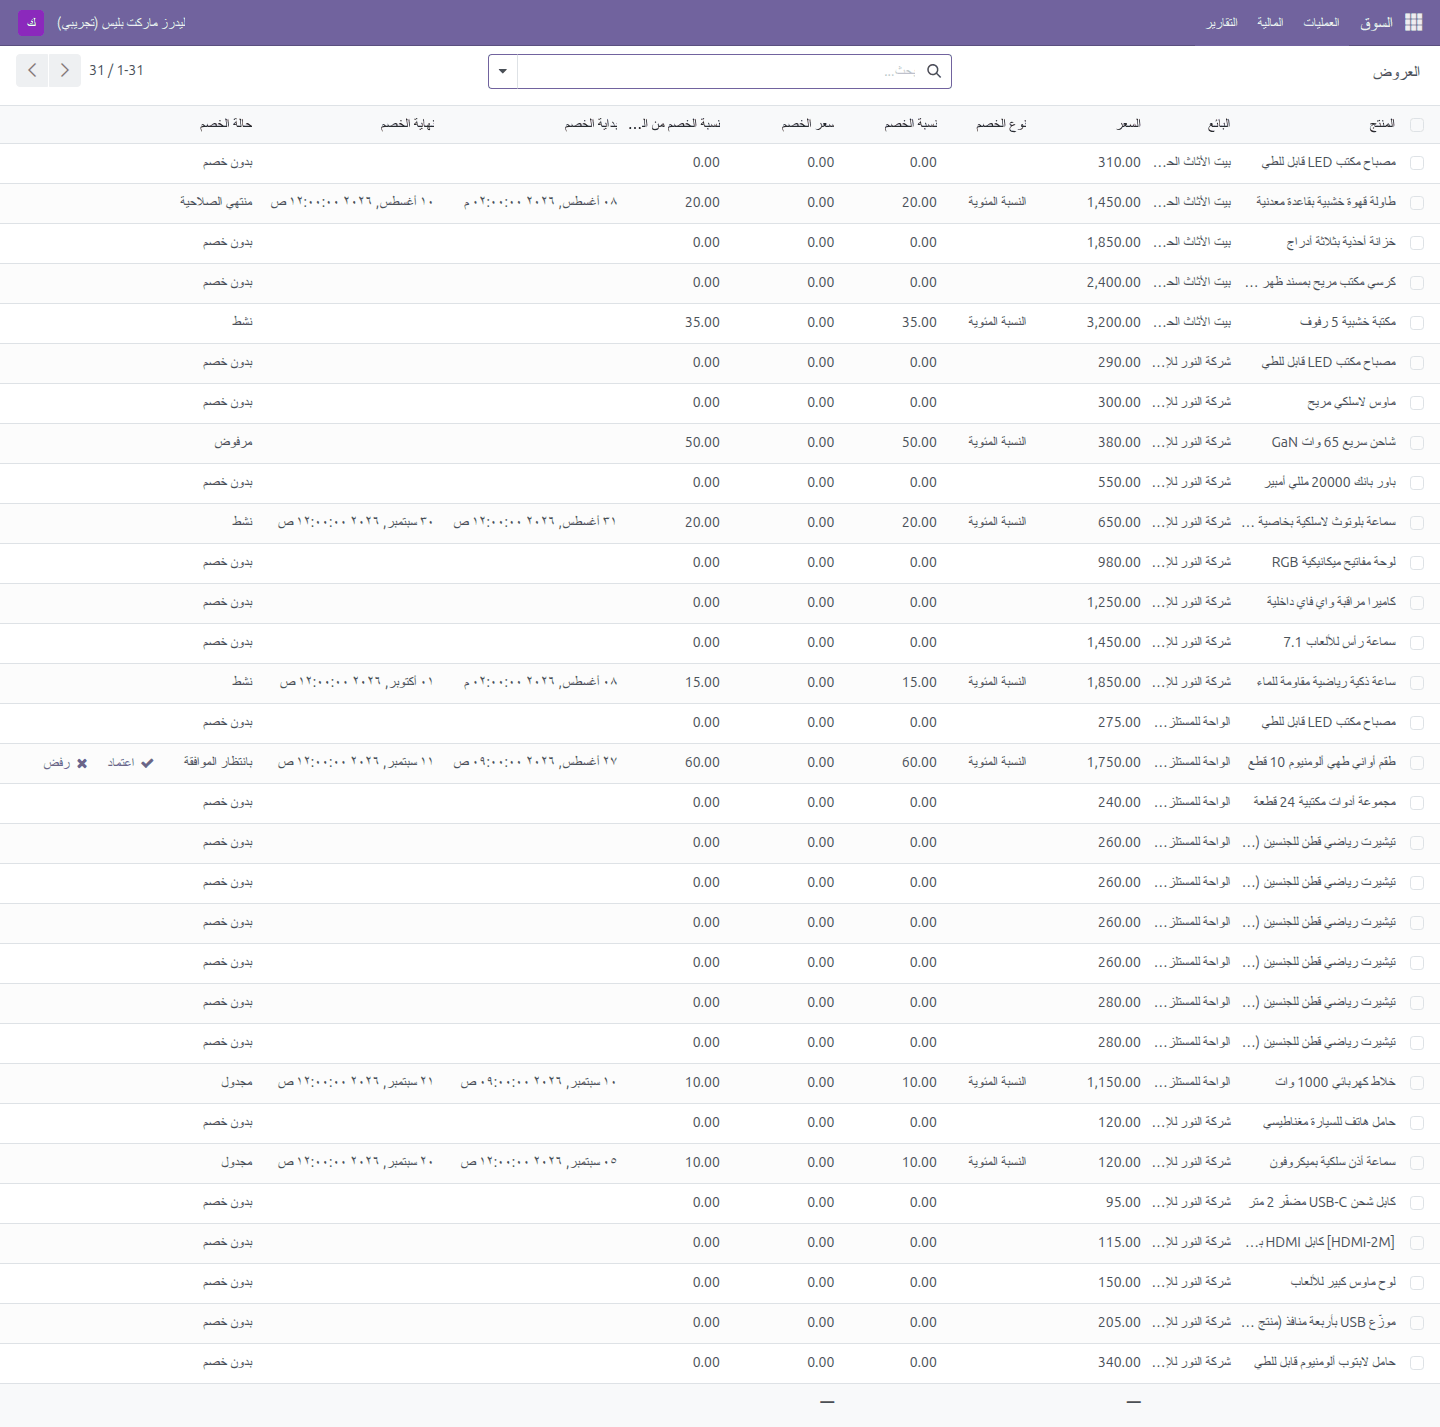 السوق العمليات المالية التقارير ليدرز ماركت بليس (تجريبي) ك
العروض بحث... 1-31 / 31
المنتج البائع السعر نوع الخصم نسبة الخصم سعر الخصم نسبة الخصم من ال... بداية الخصم نهاية الخصم حالة الخصم
مصباح مكتب LED قابل للطي بيت الأثاث الح... 310.00 0.00 0.00 0.00 بدون خصم
طاولة قهوة خشبية بقاعدة معدنية بيت الأثاث الح... 1,450.00 النسبة المئوية 20.00 0.00 20.00 ٠٨ أغسطس, ٢٠٢٦ ٠٢:٠٠:٠٠ م ١٠ أغسطس, ٢٠٢٦ ١٢:٠٠:٠٠ ص منتهي الصلاحية
خزانة أحذية بثلاثة أدراج بيت الأثاث الح... 1,850.00 0.00 0.00 0.00 بدون خصم
كرسي مكتب مريح بمسند ظهر ... بيت الأثاث الح... 2,400.00 0.00 0.00 0.00 بدون خصم
مكتبة خشبية 5 رفوف بيت الأثاث الح... 3,200.00 النسبة المئوية 35.00 0.00 35.00 نشط
مصباح مكتب LED قابل للطي شركة النور للإ... 290.00 0.00 0.00 0.00 بدون خصم
ماوس لاسلكي مريح شركة النور للإ... 300.00 0.00 0.00 0.00 بدون خصم
شاحن سريع 65 وات GaN شركة النور للإ... 380.00 النسبة المئوية 50.00 0.00 50.00 مرفوض
باور بانك 20000 مللي أمبير شركة النور للإ... 550.00 0.00 0.00 0.00 بدون خصم
سماعة بلوتوث لاسلكية بخاصية ... شركة النور للإ... 650.00 النسبة المئوية 20.00 0.00 20.00 ٣١ أغسطس, ٢٠٢٦ ١٢:٠٠:٠٠ ص ٣٠ سبتمبر, ٢٠٢٦ ١٢:٠٠:٠٠ ص نشط
لوحة مفاتيح ميكانيكية RGB شركة النور للإ... 980.00 0.00 0.00 0.00 بدون خصم
كاميرا مراقبة واي فاي داخلية شركة النور للإ... 1,250.00 0.00 0.00 0.00 بدون خصم
سماعة رأس للألعاب 7.1 شركة النور للإ... 1,450.00 0.00 0.00 0.00 بدون خصم
ساعة ذكية رياضية مقاومة للماء شركة النور للإ... 1,850.00 النسبة المئوية 15.00 0.00 15.00 ٠٨ أغسطس, ٢٠٢٦ ٠٢:٠٠:٠٠ م ٠١ أكتوبر, ٢٠٢٦ ١٢:٠٠:٠٠ ص نشط
مصباح مكتب LED قابل للطي الواحة للمستلز... 275.00 0.00 0.00 0.00 بدون خصم
طقم أواني طهي ألومنيوم 10 قطع الواحة للمستلز... 1,750.00 النسبة المئوية 60.00 0.00 60.00 ٢٧ أغسطس, ٢٠٢٦ ٠٩:٠٠:٠٠ ص ١١ سبتمبر, ٢٠٢٦ ١٢:٠٠:٠٠ ص بانتظار الموافقة اعتماد رفض
مجموعة أدوات مكتبية 24 قطعة الواحة للمستلز... 240.00 0.00 0.00 0.00 بدون خصم
تيشيرت رياضي قطن للجنسين (... الواحة للمستلز... 260.00 0.00 0.00 0.00 بدون خصم
تيشيرت رياضي قطن للجنسين (... الواحة للمستلز... 260.00 0.00 0.00 0.00 بدون خصم
تيشيرت رياضي قطن للجنسين (... الواحة للمستلز... 260.00 0.00 0.00 0.00 بدون خصم
تيشيرت رياضي قطن للجنسين (... الواحة للمستلز... 260.00 0.00 0.00 0.00 بدون خصم
تيشيرت رياضي قطن للجنسين (... الواحة للمستلز... 280.00 0.00 0.00 0.00 بدون خصم
تيشيرت رياضي قطن للجنسين (... الواحة للمستلز... 280.00 0.00 0.00 0.00 بدون خصم
خلاط كهربائي 1000 وات الواحة للمستلز... 1,150.00 النسبة المئوية 10.00 0.00 10.00 ١٠ سبتمبر, ٢٠٢٦ ٠٩:٠٠:٠٠ ص ٢١ سبتمبر, ٢٠٢٦ ١٢:٠٠:٠٠ ص مجدول
حامل هاتف للسيارة مغناطيسي شركة النور للإ... 120.00 0.00 0.00 0.00 بدون خصم
سماعة أذن سلكية بميكروفون شركة النور للإ... 120.00 النسبة المئوية 10.00 0.00 10.00 ٠٥ سبتمبر, ٢٠٢٦ ١٢:٠٠:٠٠ ص ٢٠ سبتمبر, ٢٠٢٦ ١٢:٠٠:٠٠ ص مجدول
كابل شحن USB-C مضفّر 2 متر شركة النور للإ... 95.00 0.00 0.00 0.00 بدون خصم
[HDMI-2M] كابل HDMI ب... شركة النور للإ... 115.00 0.00 0.00 0.00 بدون خصم
لوح ماوس كبير للألعاب شركة النور للإ... 150.00 0.00 0.00 0.00 بدون خصم
موزّع USB بأربعة منافذ (منتج ... شركة النور للإ... 205.00 0.00 0.00 0.00 بدون خصم
حامل لابتوب ألومنيوم قابل للطي شركة النور للإ... 340.00 0.00 0.00 0.00 بدون خصم
— —